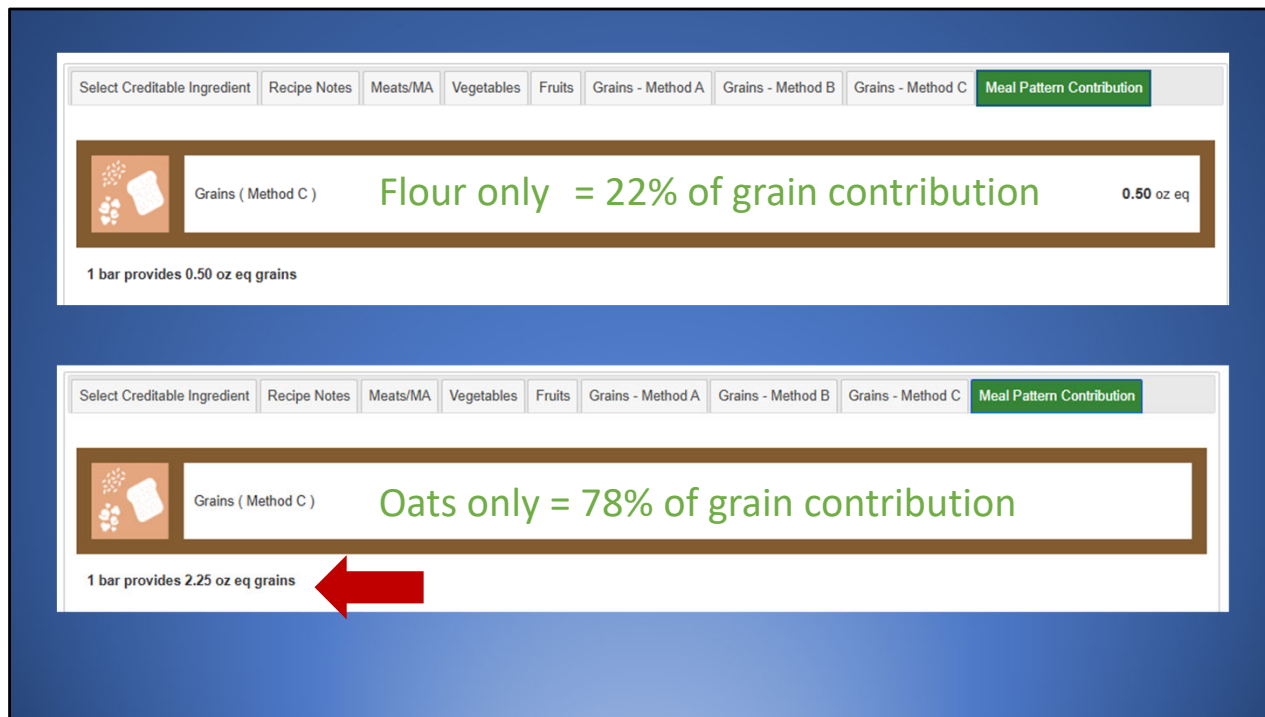 Select Creditable Ingredient Recipe Notes Meats/MA Vegetables Fruits Grains - Method A Grains - Method B Grains - Method C Meal Pattern Contribution
Grains ( Method C ) Flour only = 22% of grain contribution 0.50 oz eq
1 bar provides 0.50 oz eq grains
Select Creditable Ingredient Recipe Notes Meats/MA Vegetables Fruits Grains - Method A Grains - Method B Grains - Method C Meal Pattern Contribution
Grains ( Method C ) Oats only = 78% of grain contribution
1 bar provides 2.25 oz eq grains